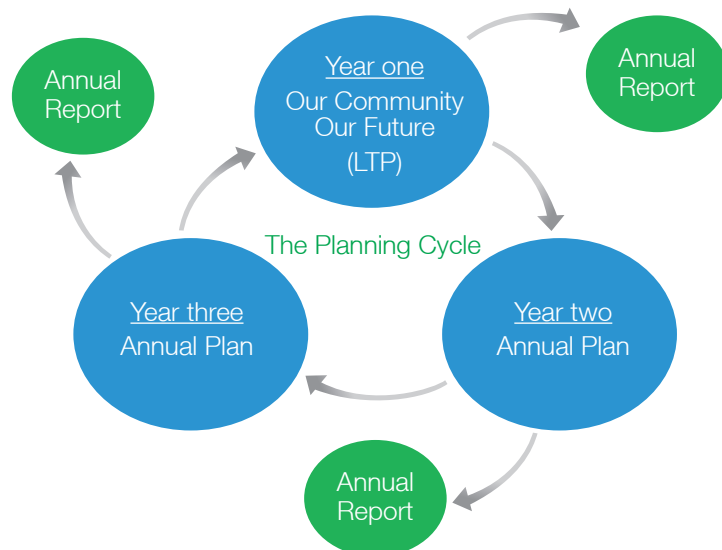 Year one
Our Community
Our Future
(LTP)
Annual
Report
Annual
Report
The Planning Cycle
Year three
Annual Plan
Year two
Annual Plan
Annual
Report